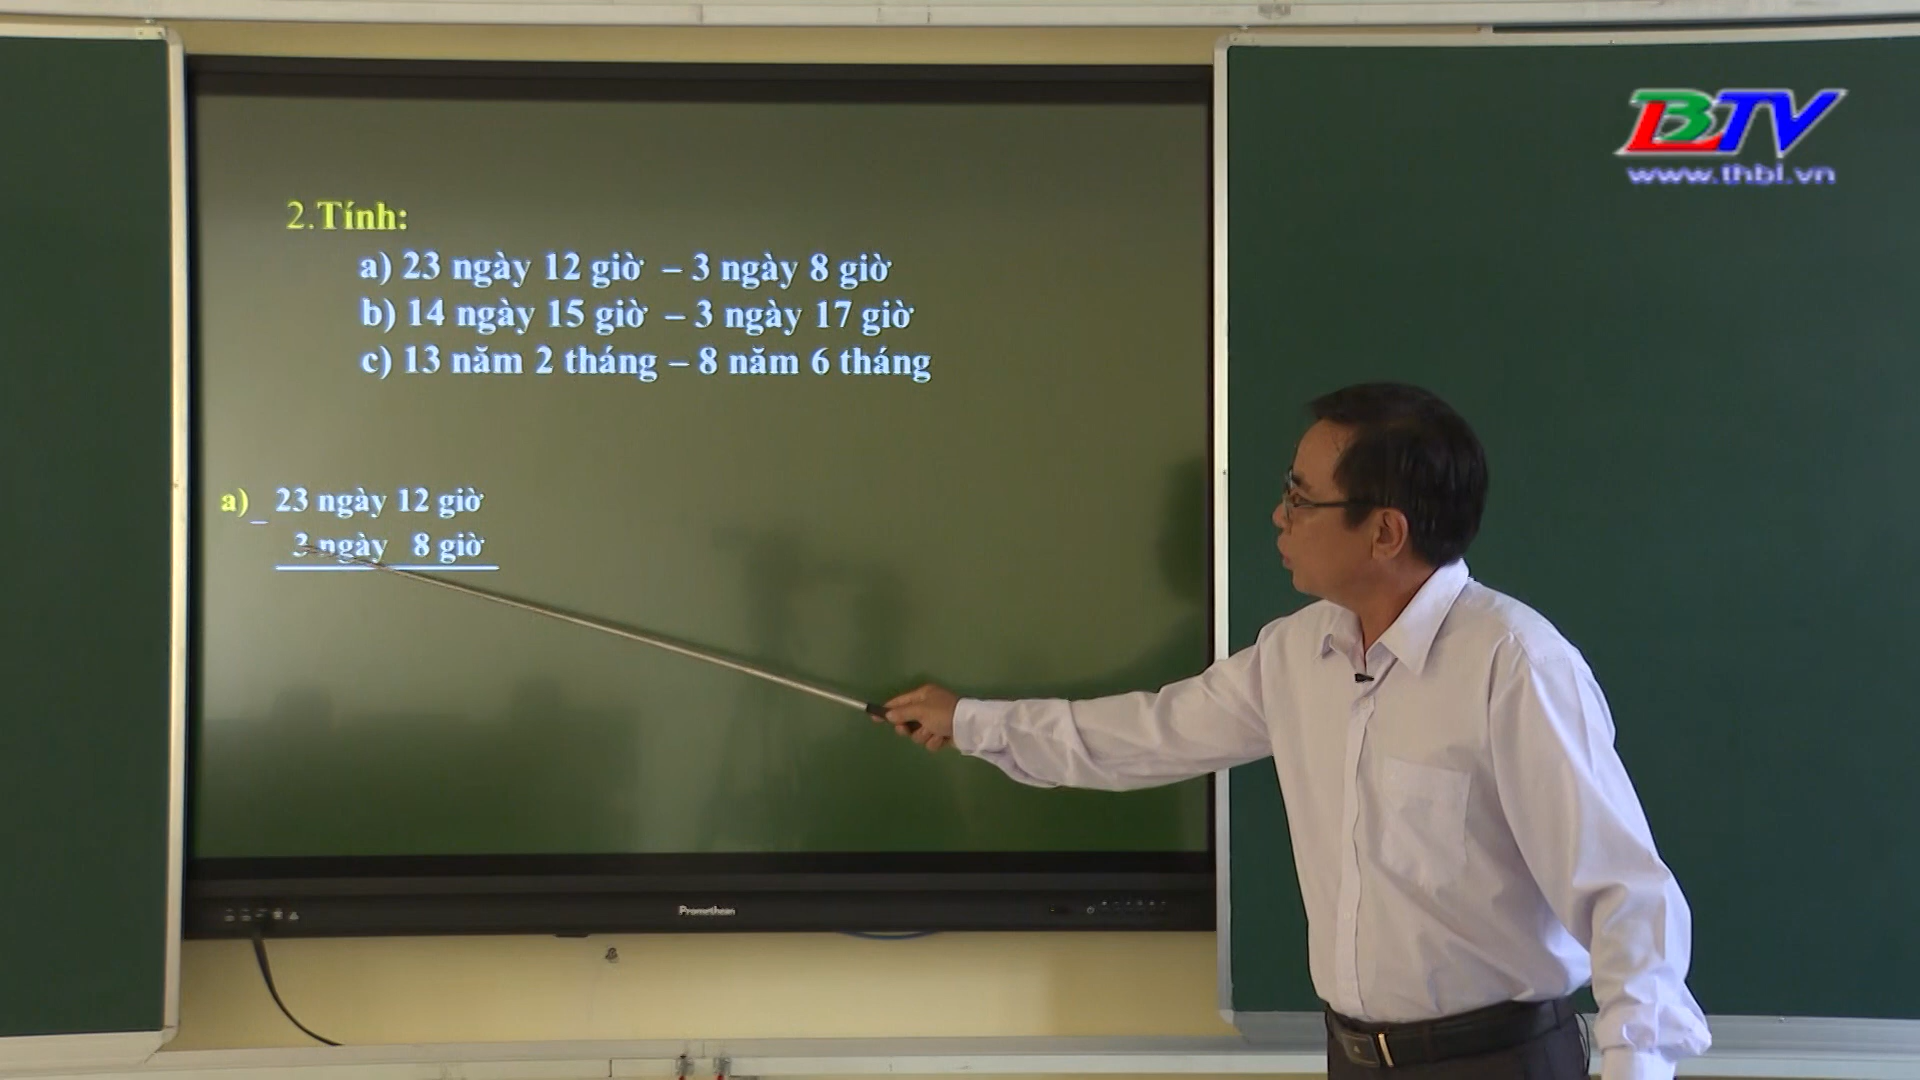 BTV
www.thbl.vn
2.Tính:
a) 23 ngày 12 giờ – 3 ngày 8 giờ
b) 14 ngày 15 giờ – 3 ngày 17 giờ
c) 13 năm 2 tháng – 8 năm 6 tháng
a) _ 23 ngày 12 giờ
3 ngày 8 giờ
Promethean